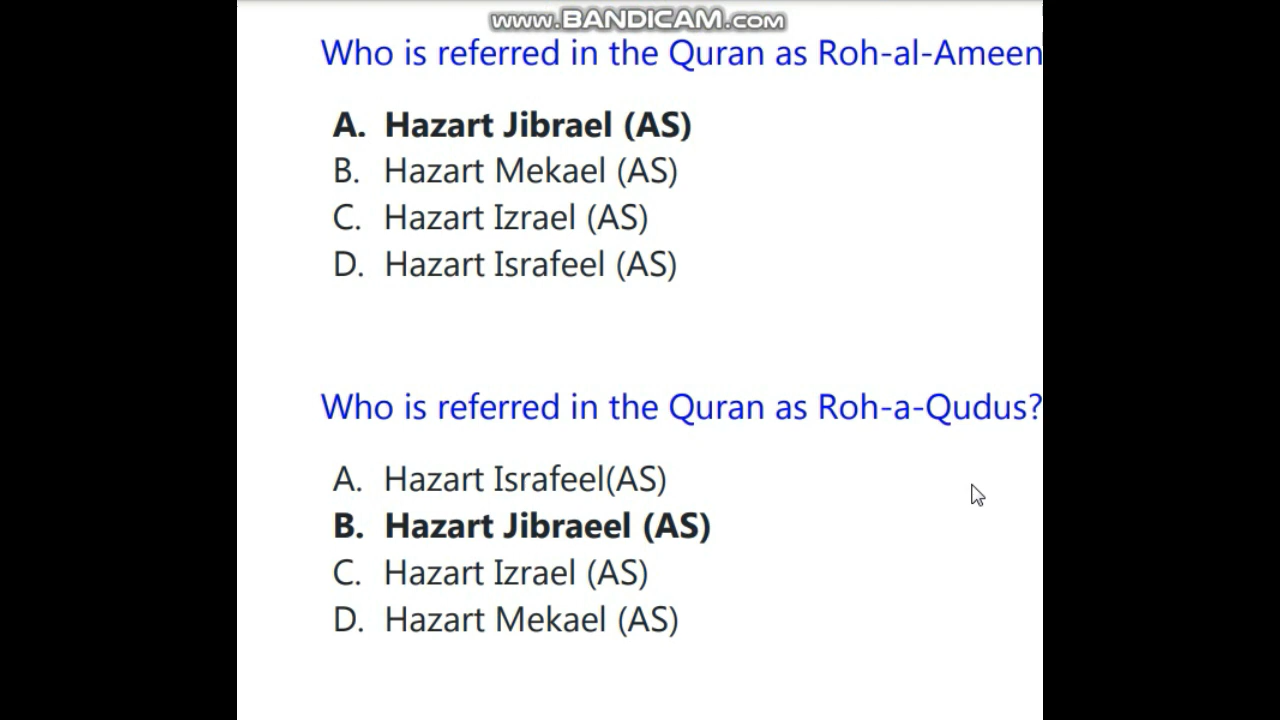 www.BANDICAM.com
Who is referred in the Quran as Roh-al-Ameen
A. Hazart Jibrael (AS)
B. Hazart Mekael (AS)
C. Hazart Izrael (AS)
D. Hazart Israfeel (AS)
Who is referred in the Quran as Roh-a-Qudus?
A. Hazart Israfeel(AS)
B. Hazart Jibraeel (AS)
C. Hazart Izrael (AS)
D. Hazart Mekael (AS)